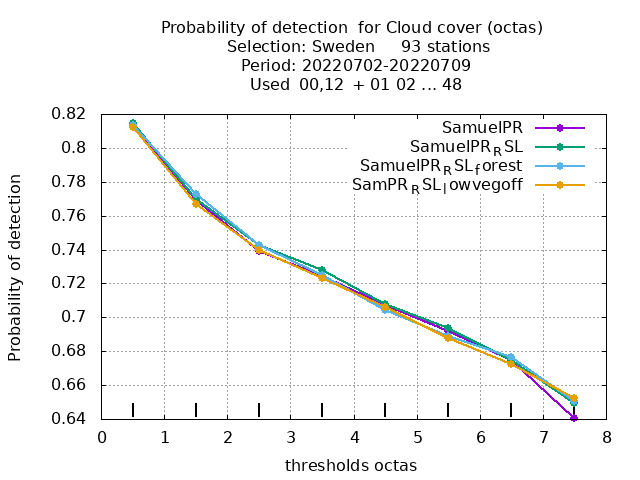 Probability of detection  for Cloud cover (octas)
Selection: Sweden     93 stations
Period: 20220702-20220709
Used  00,12  + 01 02 ... 48
Probability of detection
0.82
0.8
0.78
0.76
0.74
0.72
0.7
0.68
0.66
0.64
SamuelPR
SamuelPR_RSL
SamuelPR_RSL_forest
SamPR_RSL_lowvegoff
0 1 2 3 4 5 6 7 8
thresholds octas